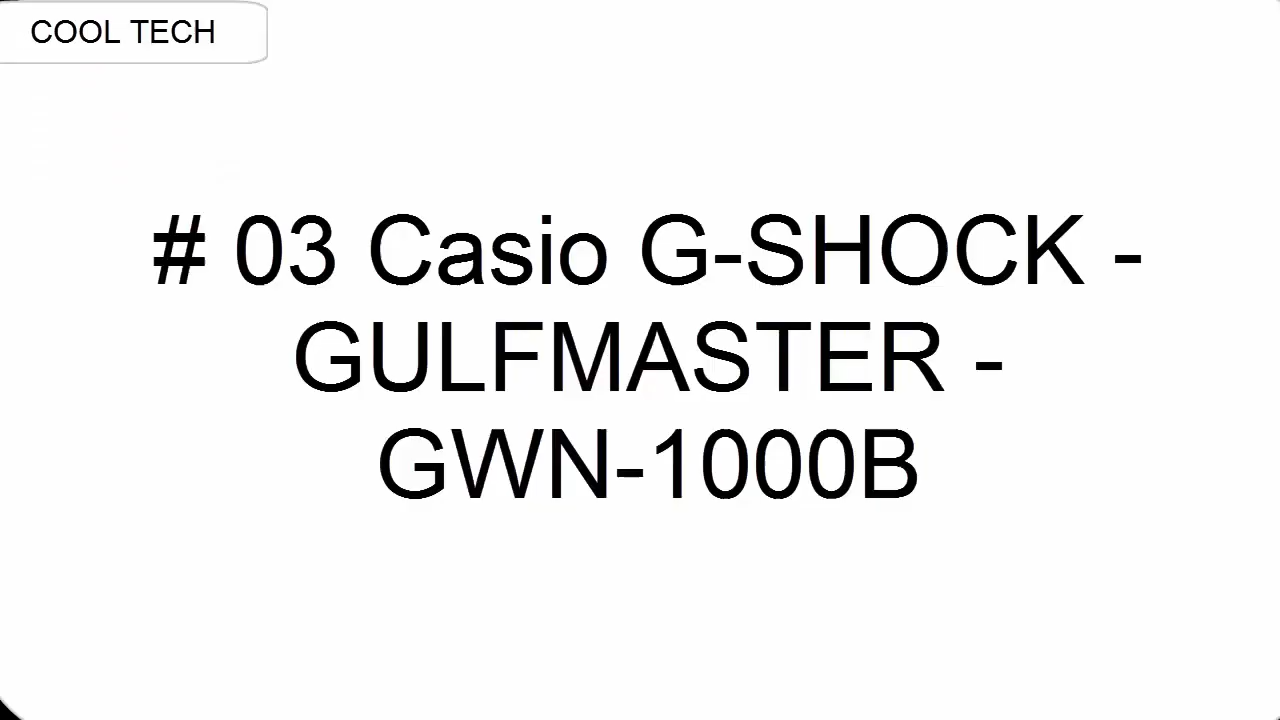 COOL TECH
# 03 Casio G-SHOCK -
GULFMASTER -
GWN-1000B